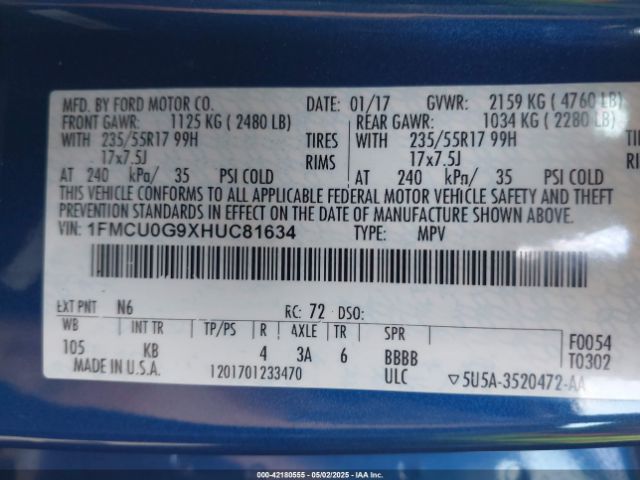 MFD. BY FORD MOTOR CO. DATE: 01/17 GVWR: 2159 KG ( 4760 LB)
FRONT GAWR: 1125 KG ( 2480 LB) REAR GAWR: 1034 KG ( 2280 LB)
WITH 235/55R17 99H TIRES WITH 235/55R17 99H
17x7.5J RIMS 17x7.5J
AT 240 kPa/ 35 PSI COLD AT 240 kPa/ 35 PSI COLD
THIS VEHICLE CONFORMS TO ALL APPLICABLE FEDERAL MOTOR VEHICLE SAFETY AND THEFT
PREVENTION STANDARDS IN EFFECT ON THE DATE OF MANUFACTURE SHOWN ABOVE.
VIN: 1FMCU0G9XHUC81634 TYPE: MPV
EXT PNT N6 RC: 72 DSO:
WB INT TR TP/PS R AXLE TR SPR F0054
105 KB 4 3A 6 BBBB T0302
MADE IN U.S.A. 1201701233470 ULC ▽5U5A-3520472-AA
000-42180555 - 05/02/2025 - IAAI.com